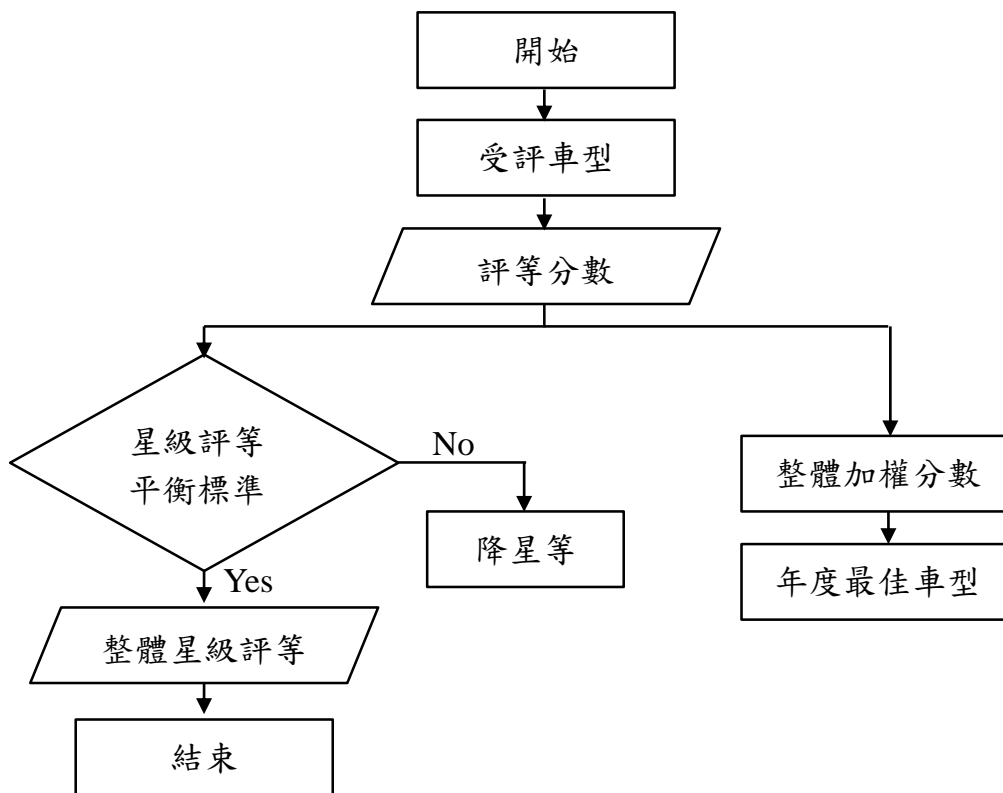 開始
受評車型
評等分數
星級評等
平衡標準
No
整體加權分數
降星等
年度最佳車型
Yes
整體星級評等
結束